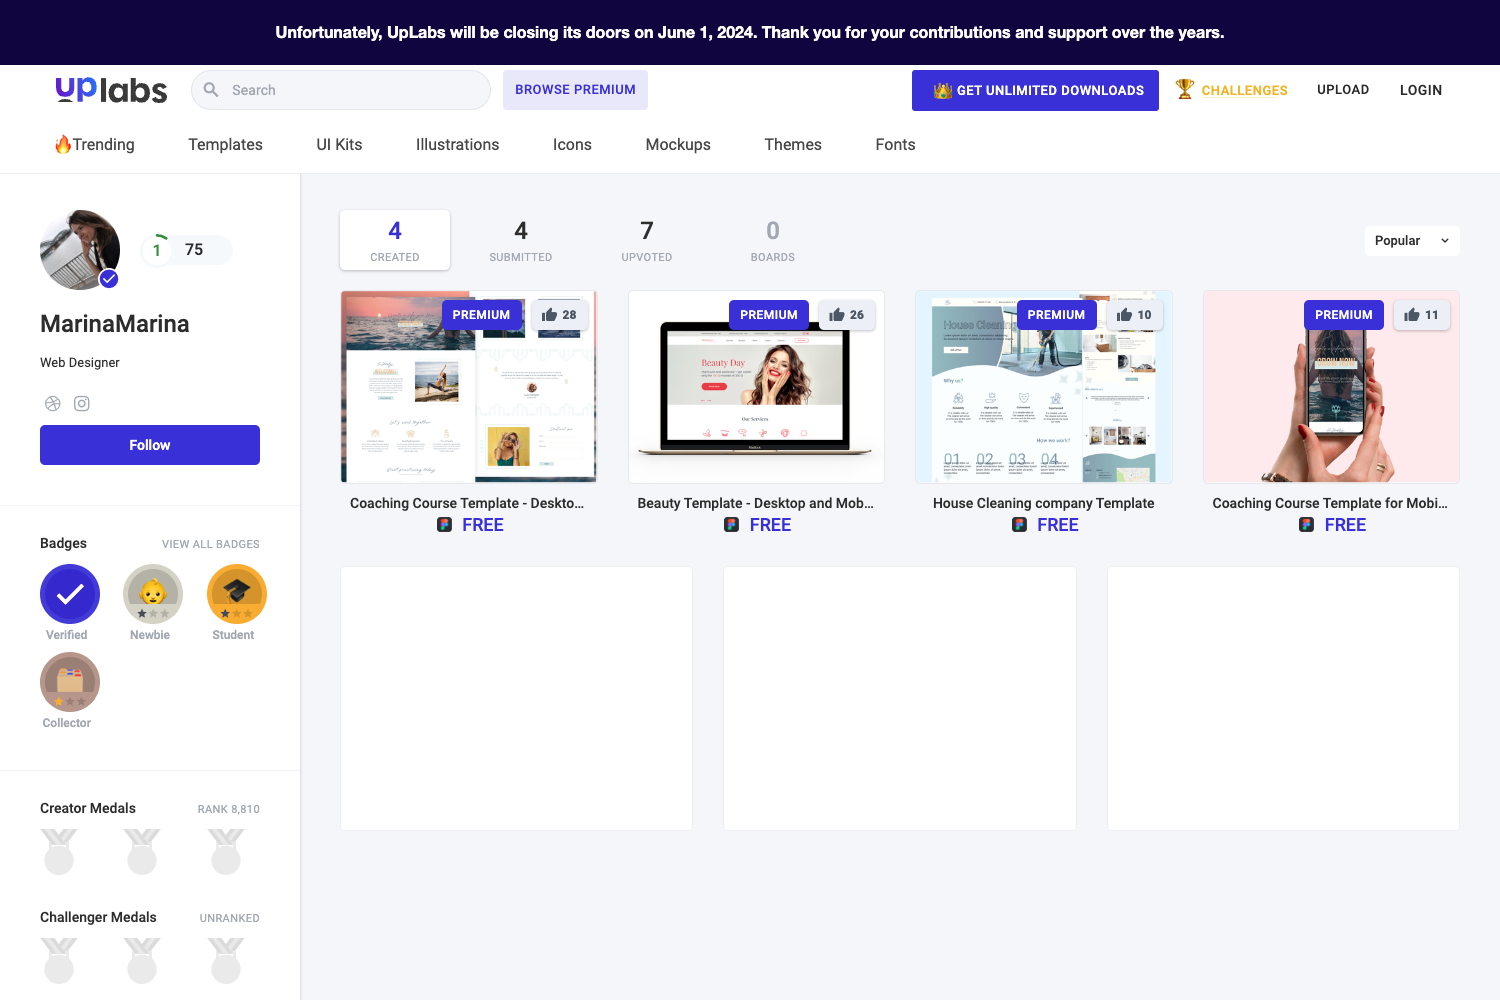 Unfortunately, UpLabs will be closing its doors on June 1, 2024. Thank you for your contributions and support over the years.
uplabs
Search
BROWSE PREMIUM
GET UNLIMITED DOWNLOADS
CHALLENGES
UPLOAD
LOGIN
Trending
Templates
UI Kits
Illustrations
Icons
Mockups
Themes
Fonts
1
75
MarinaMarina
Web Designer
Follow
Badges
VIEW ALL BADGES
Verified
Newbie
Student
Collector
Creator Medals
RANK 8,810
Challenger Medals
UNRANKED
4
CREATED
4
SUBMITTED
7
UPVOTED
0
BOARDS
Popular
PREMIUM
28
Coaching Course Template - Deskto...
FREE
PREMIUM
26
Beauty Day
Our Services
Beauty Template - Desktop and Mob...
FREE
PREMIUM
10
House Cleaning
Why us?
How we work?
01
02
03
04
House Cleaning company Template
FREE
PREMIUM
11
GROW NOW
Coaching Course Template for Mobi...
FREE